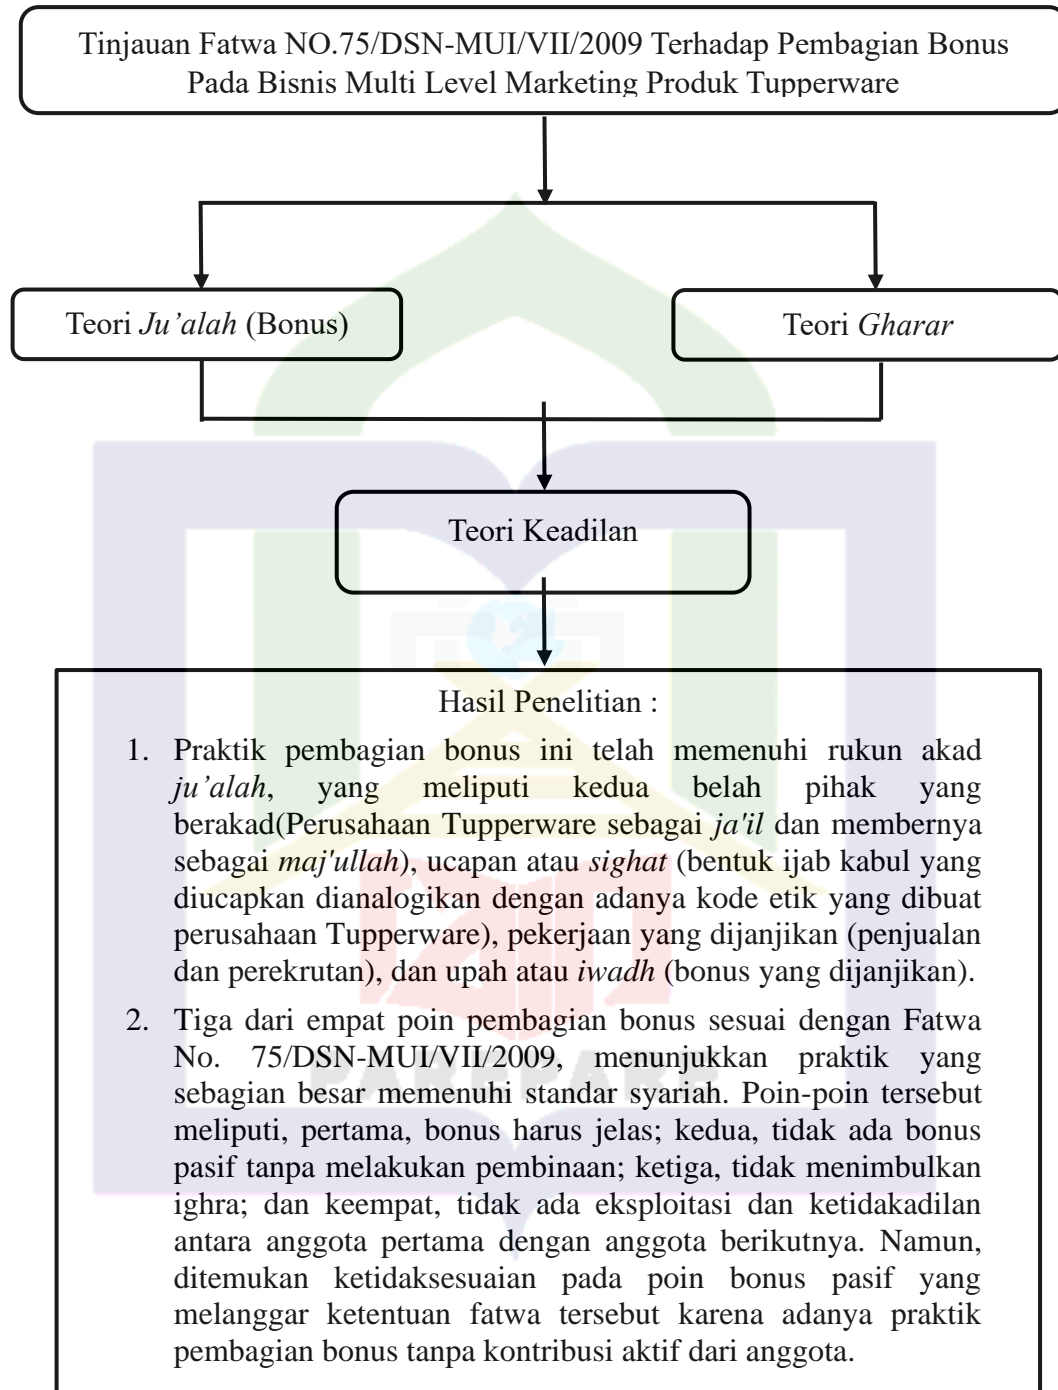 Tinjauan Fatwa NO.75/DSN-MUI/VII/2009 Terhadap Pembagian Bonus
Pada Bisnis Multi Level Marketing Produk Tupperware
Teori Ju’alah (Bonus)
Teori Gharar
Teori Keadilan
Hasil Penelitian :
1. Praktik pembagian bonus ini telah memenuhi rukun akad
ju’alah, yang meliputi kedua belah pihak yang
berakad(Perusahaan Tupperware sebagai ja'il dan membernya
sebagai maj'ullah), ucapan atau sighat (bentuk ijab kabul yang
diucapkan dianalogikan dengan adanya kode etik yang dibuat
perusahaan Tupperware), pekerjaan yang dijanjikan (penjualan
dan perekrutan), dan upah atau iwadh (bonus yang dijanjikan).
2. Tiga dari empat poin pembagian bonus sesuai dengan Fatwa
No. 75/DSN-MUI/VII/2009, menunjukkan praktik yang
sebagian besar memenuhi standar syariah. Poin-poin tersebut
meliputi, pertama, bonus harus jelas; kedua, tidak ada bonus
pasif tanpa melakukan pembinaan; ketiga, tidak menimbulkan
ighra; dan keempat, tidak ada eksploitasi dan ketidakadilan
antara anggota pertama dengan anggota berikutnya. Namun,
ditemukan ketidaksesuaian pada poin bonus pasif yang
melanggar ketentuan fatwa tersebut karena adanya praktik
pembagian bonus tanpa kontribusi aktif dari anggota.
PAREPARE